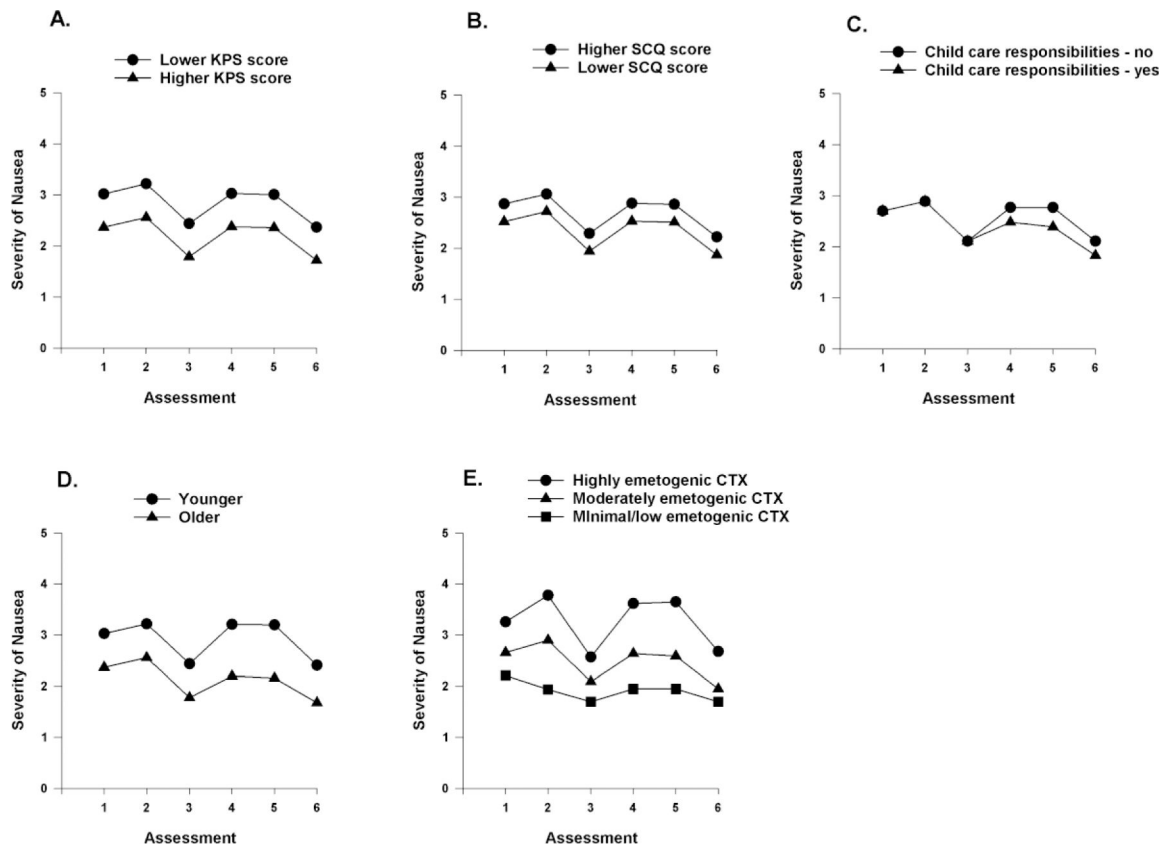 A.
Lower KPS score
Higher KPS score
5
4
3
2
1
0
Severity of Nausea
1 2 3 4 5 6
Assessment
B.
Higher SCQ score
Lower SCQ score
5
4
3
2
1
0
Severity of Nausea
1 2 3 4 5 6
Assessment
C.
Child care responsibilities - no
Child care responsibilities - yes
5
4
3
2
1
0
Severity of Nausea
1 2 3 4 5 6
Assessment
D.
Younger
Older
5
4
3
2
1
0
Severity of Nausea
1 2 3 4 5 6
Assessment
E.
Highly emetogenic CTX
Moderately emetogenic CTX
MInimal/low emetogenic CTX
5
4
3
2
1
0
Severity of Nausea
1 2 3 4 5 6
Assessment